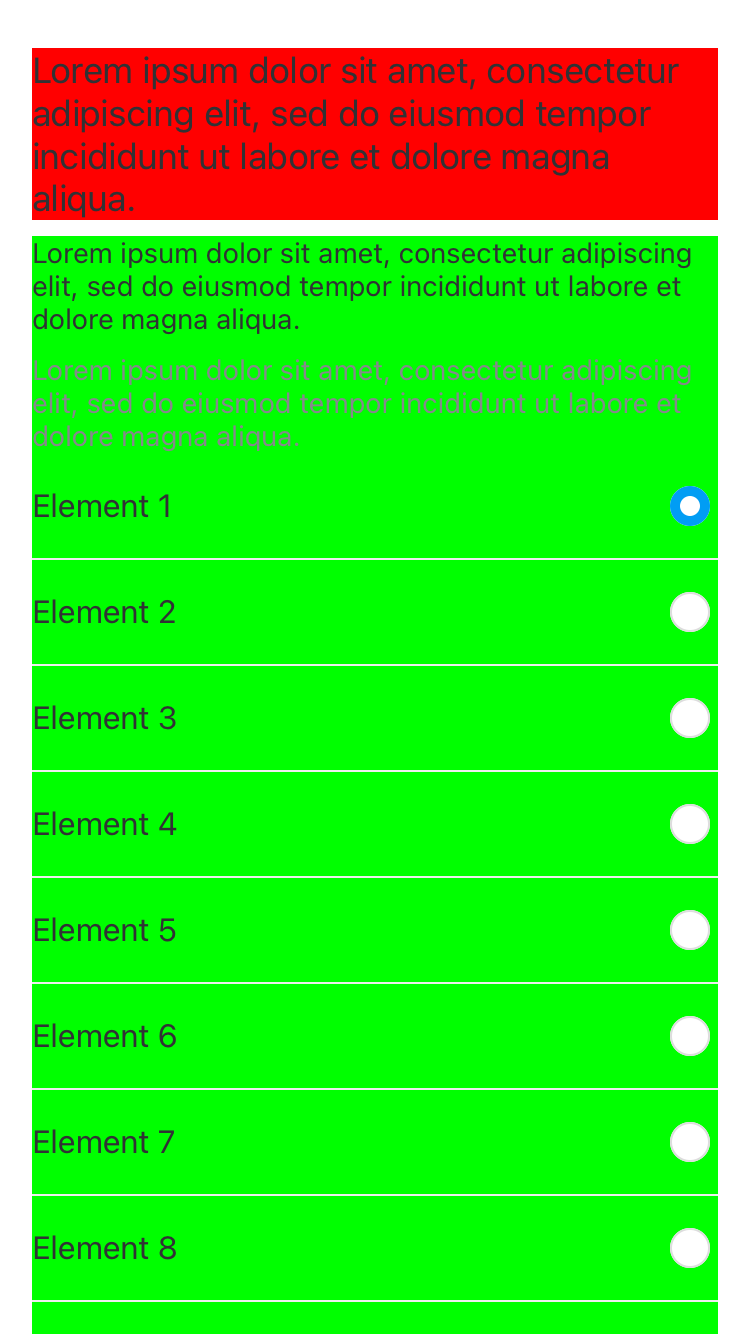 Lorem ipsum dolor sit amet, consectetur
adipiscing elit, sed do eiusmod tempor
incididunt ut labore et dolore magna
aliqua.
Lorem ipsum dolor sit amet, consectetur adipiscing
elit, sed do eiusmod tempor incididunt ut labore et
dolore magna aliqua.
Lorem ipsum dolor sit amet, consectetur adipiscing
elit, sed do eiusmod tempor incididunt ut labore et
dolore magna aliqua.
Element 1
Element 2
Element 3
Element 4
Element 5
Element 6
Element 7
Element 8